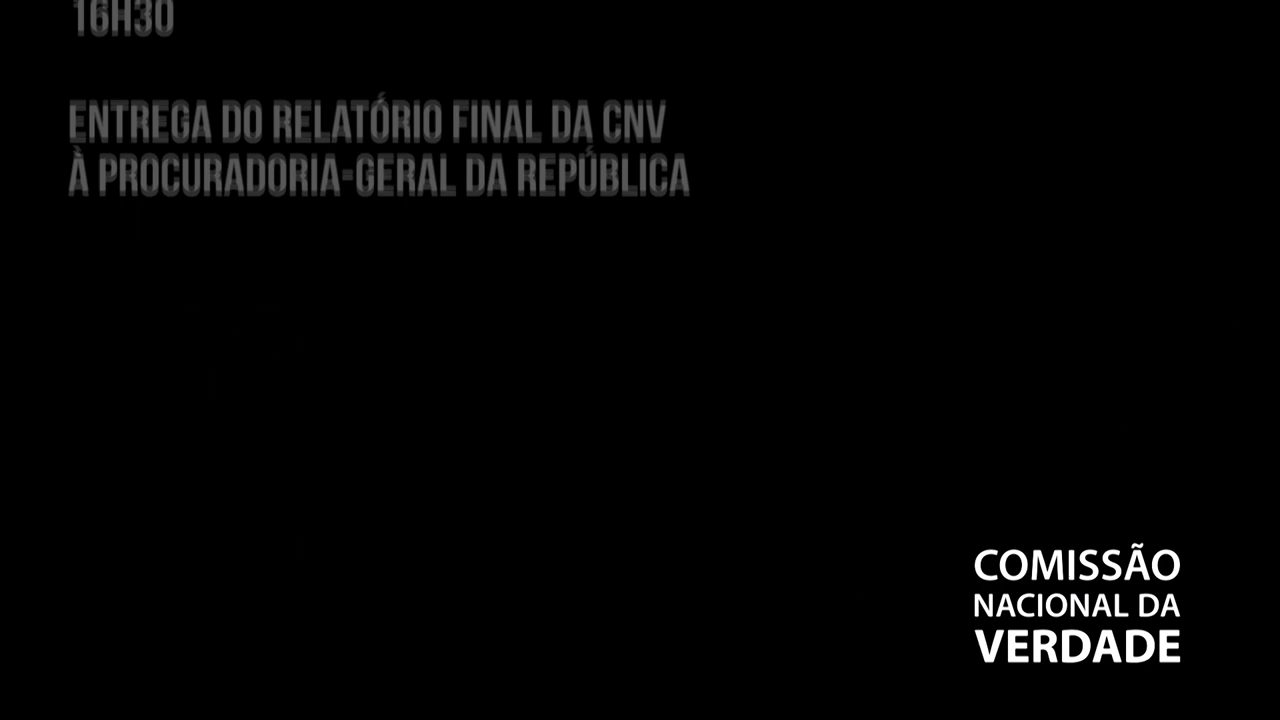 16H30
ENTREGA DO RELATÓRIO FINAL DA CNV
À PROCURADORIA-GERAL DA REPÚBLICA
COMISSÃO
NACIONAL DA
VERDADE